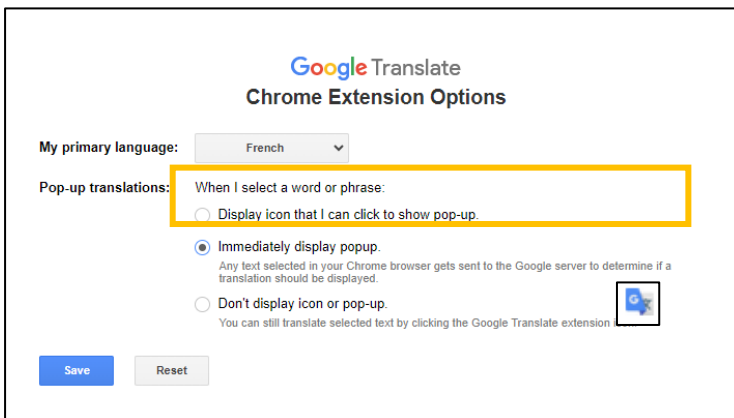 Google Translate
Chrome Extension Options
My primary language: French
Pop-up translations: When I select a word or phrase:
Display icon that I can click to show pop-up.
Immediately display popup.
Any text selected in your Chrome browser gets sent to the Google server to determine if a
translation should be displayed.
Don't display icon or pop-up.
You can still translate selected text by clicking the Google Translate extension
Save Reset